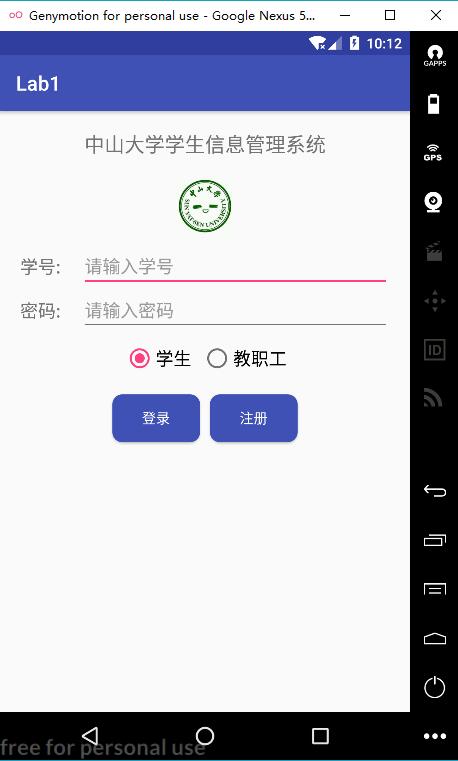 Genymotion for personal use - Google Nexus 5...
10:12
GAPPS
Lab1
中山大学学生信息管理系统
GPS
中山大学
SUN YAT-SEN UNIVERSITY
学号: 请输入学号
密码: 请输入密码
学生 教职工
ID
登录 注册
free for personal use